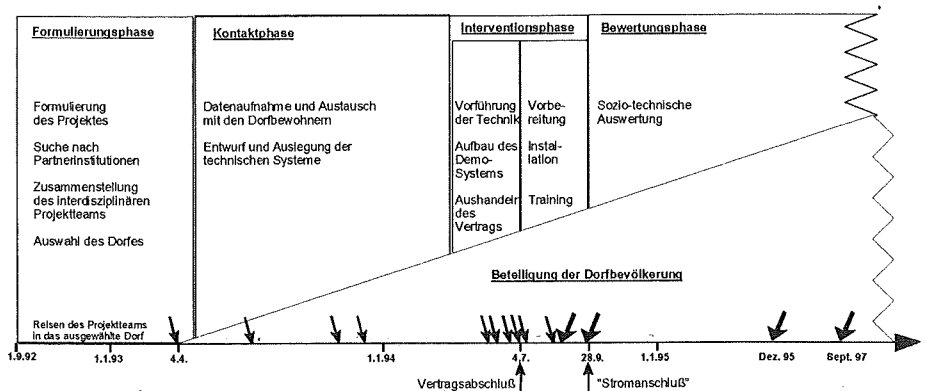 Formulierungsphase
Formulierung
des Projektes
Suche nach
Partnerinstitutionen
Zusammenstellung
des interdisziplinären
Projektteams
Auswahl des Dorfes
Kontaktphase
Datenaufnahme und Austausch
mit den Dorfbewohnern
Entwurf und Auslegung der
technischen Systeme
Interventionsphase
Vorführung
der Technik
Aufbau des
Demo-
Systems
Aushandeln
des
Vertrags
Vorbe-
reitung
Instal-
lation
Training
Bewertungsphase
Sozio-technische
Auswertung
Beteiligung der Dorfbevölkerung
Reisen des Projektteams
in das ausgewählte Dorf
1.9.92 1.1.93 4.4. 1.1.94 4.7. 28.9. 1.1.95 Dez. 95 Sept. 97
Vertragsabschluß "Stromanschluß"